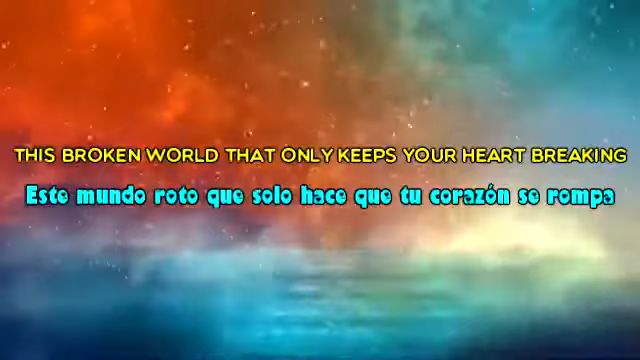 THIS BROKEN WORLD THAT ONLY KEEPS YOUR HEART BREAKING
Este mundo roto que solo hace que tu corazón se rompa